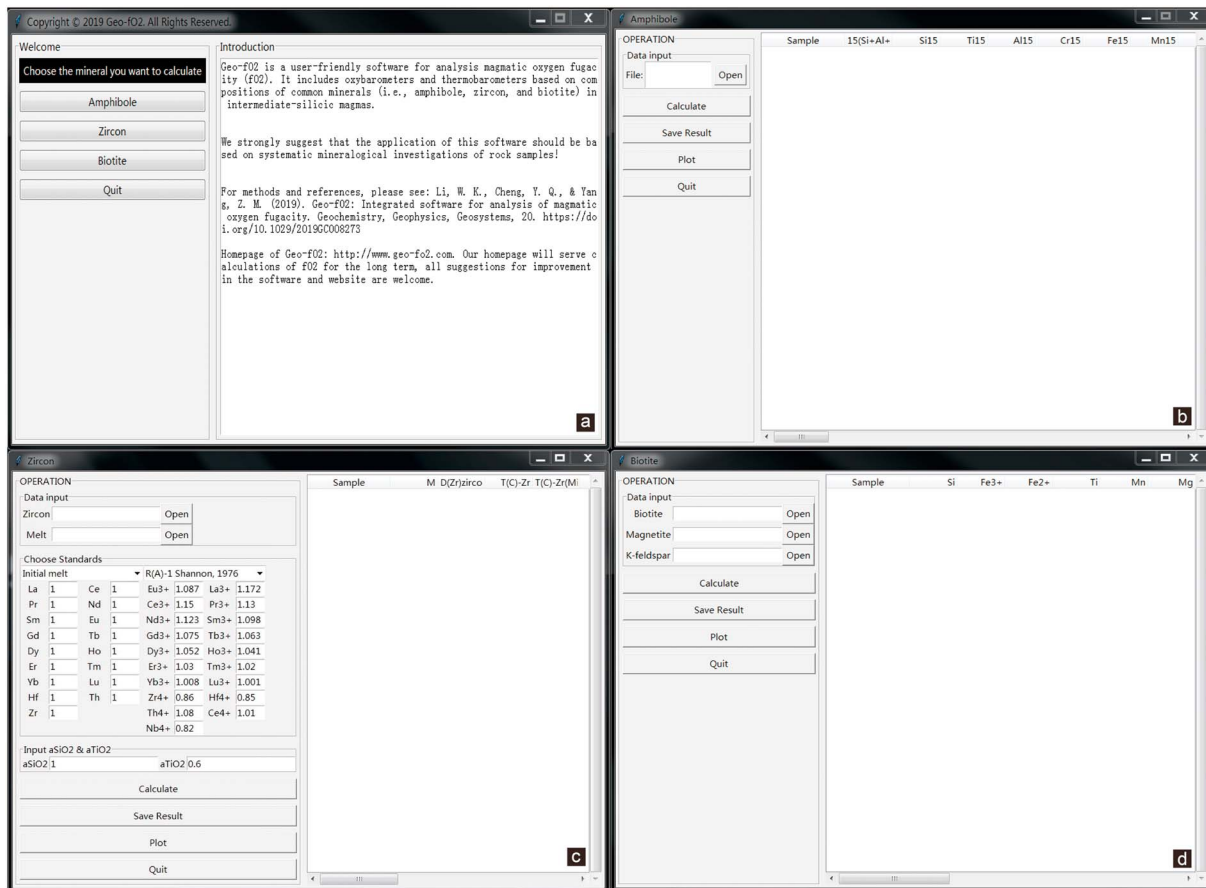 Copyright © 2019 Geo-fO2. All Rights Reserved.
Welcome
Choose the mineral you want to calculate
Amphibole
Zircon
Biotite
Quit
Introduction
Geo-fO2 is a user-friendly software for analysis magmatic oxygen fugac
ity (fO2). It includes oxybarometers and thermobarometers based on com
positions of common minerals (i.e., amphibole, zircon, and biotite) in
intermediate-silicic magmas.
We strongly suggest that the application of this software should be ba
sed on systematic mineralogical investigations of rock samples!
For methods and references, please see: Li, W. K., Cheng, Y. Q., & Yan
g, Z. M. (2019). Geo-fO2: Integrated software for analysis of magmatic
oxygen fugacity. Geochemistry, Geophysics, Geosystems, 20. https://do
i.org/10.1029/2019GC008273
Homepage of Geo-fO2: http://www.geo-fo2.com. Our homepage will serve c
alculations of fO2 for the long term, all suggestions for improvement
in the software and website are welcome.
a
Amphibole
OPERATION
Data input
File: Open
Calculate
Save Result
Plot
Quit
Sample 15(Si+Al+ Si15 Ti15 Al15 Cr15 Fe15 Mn15
b
Zircon
OPERATION
Data input
Zircon Open
Melt Open
Choose Standards
Initial melt R(A)-1 Shannon, 1976
La 1 Ce 1 Eu3+ 1.087 La3+ 1.172
Pr 1 Nd 1 Ce3+ 1.15 Pr3+ 1.13
Sm 1 Eu 1 Nd3+ 1.123 Sm3+ 1.098
Gd 1 Tb 1 Gd3+ 1.075 Tb3+ 1.063
Dy 1 Ho 1 Dy3+ 1.052 Ho3+ 1.041
Er 1 Tm 1 Er3+ 1.03 Tm3+ 1.02
Yb 1 Lu 1 Yb3+ 1.008 Lu3+ 1.001
Hf 1 Th 1 Zr4+ 0.86 Hf4+ 0.85
Zr 1 Th4+ 1.08 Ce4+ 1.01
Nb4+ 0.82
Input aSiO2 & aTiO2
aSiO2 1 aTiO2 0.6
Calculate
Save Result
Plot
Quit
Sample M D(Zr)zirco T(C)-Zr T(C)-Zr(Mi
c
Biotite
OPERATION
Data input
Biotite Open
Magnetite Open
K-feldspar Open
Calculate
Save Result
Plot
Quit
Sample Si Fe3+ Fe2+ Ti Mn Mg
d